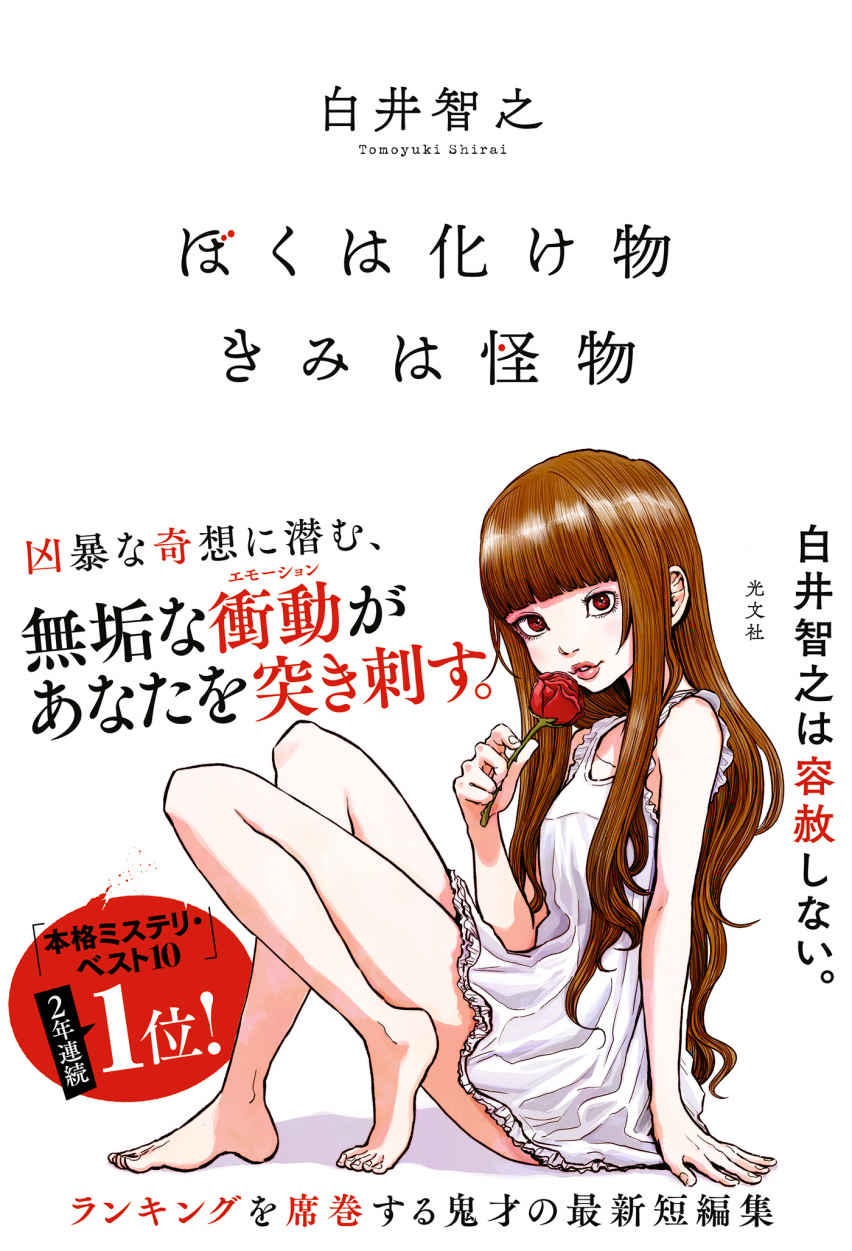 白井智之
Tomoyuki Shirai
ぼくは化け物
きみは怪物
凶暴な奇想に潜む、
エモーション
無垢な衝動が
あなたを突き刺す。
光文社
白井智之は容赦しない。
「本格ミステリ・
ベスト10」
2年連続
1位!
ランキングを席巻する鬼才の最新短編集